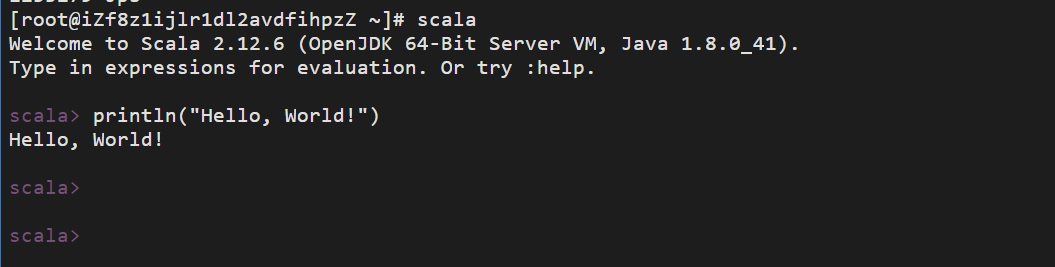 [root@iZf8z1ijlr1dl2avdfihpzZ ~]# scala
Welcome to Scala 2.12.6 (OpenJDK 64-Bit Server VM, Java 1.8.0_41).
Type in expressions for evaluation. Or try :help.
scala> println("Hello, World!")
Hello, World!
scala>
scala>